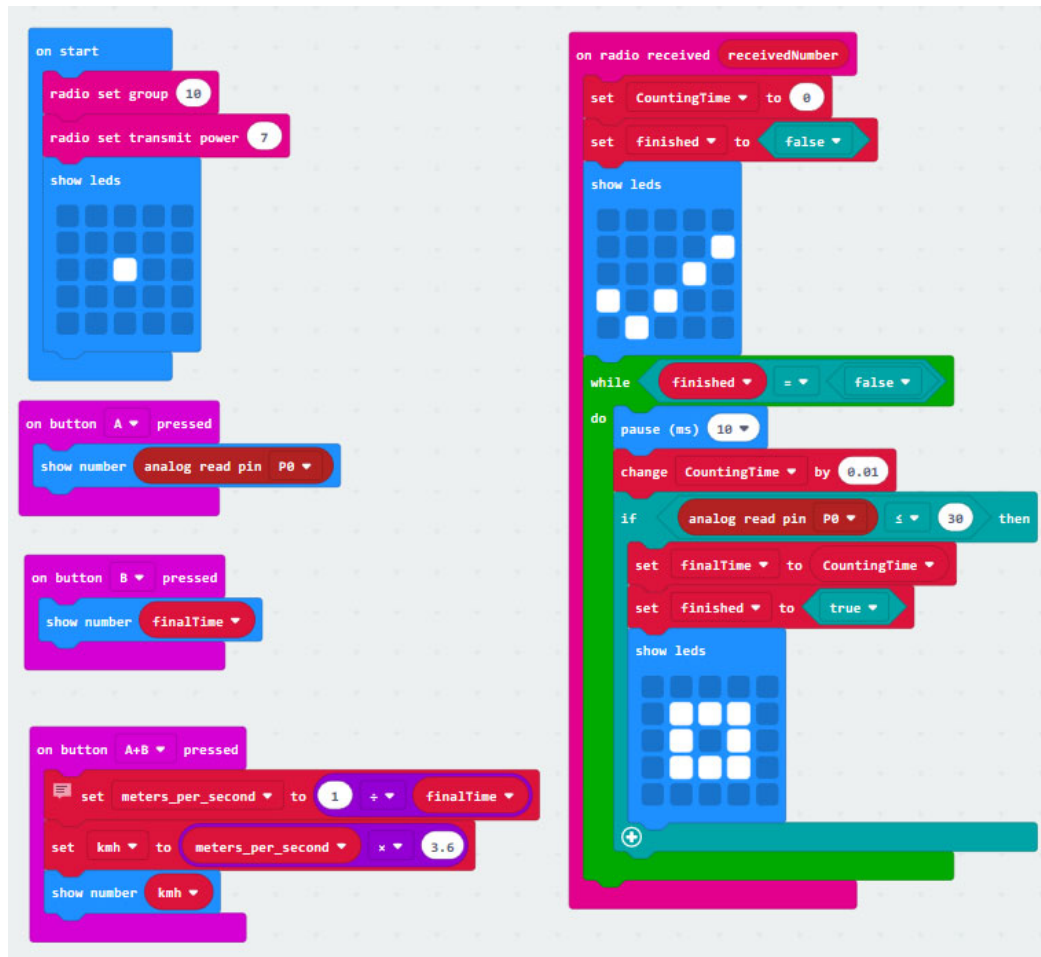 on start
radio set group 10
radio set transmit power 7
show leds
on button A pressed
show number analog read pin P0
on button B pressed
show number finalTime
on button A+B pressed
set meters_per_second to 1 ÷ finalTime
set kmh to meters_per_second × 3.6
show number kmh
on radio received receivedNumber
set CountingTime to 0
set finished to false
show leds
while finished = false
do pause (ms) 10
change CountingTime by 0.01
if analog read pin P0 ≤ 30 then
set finalTime to CountingTime
set finished to true
show leds